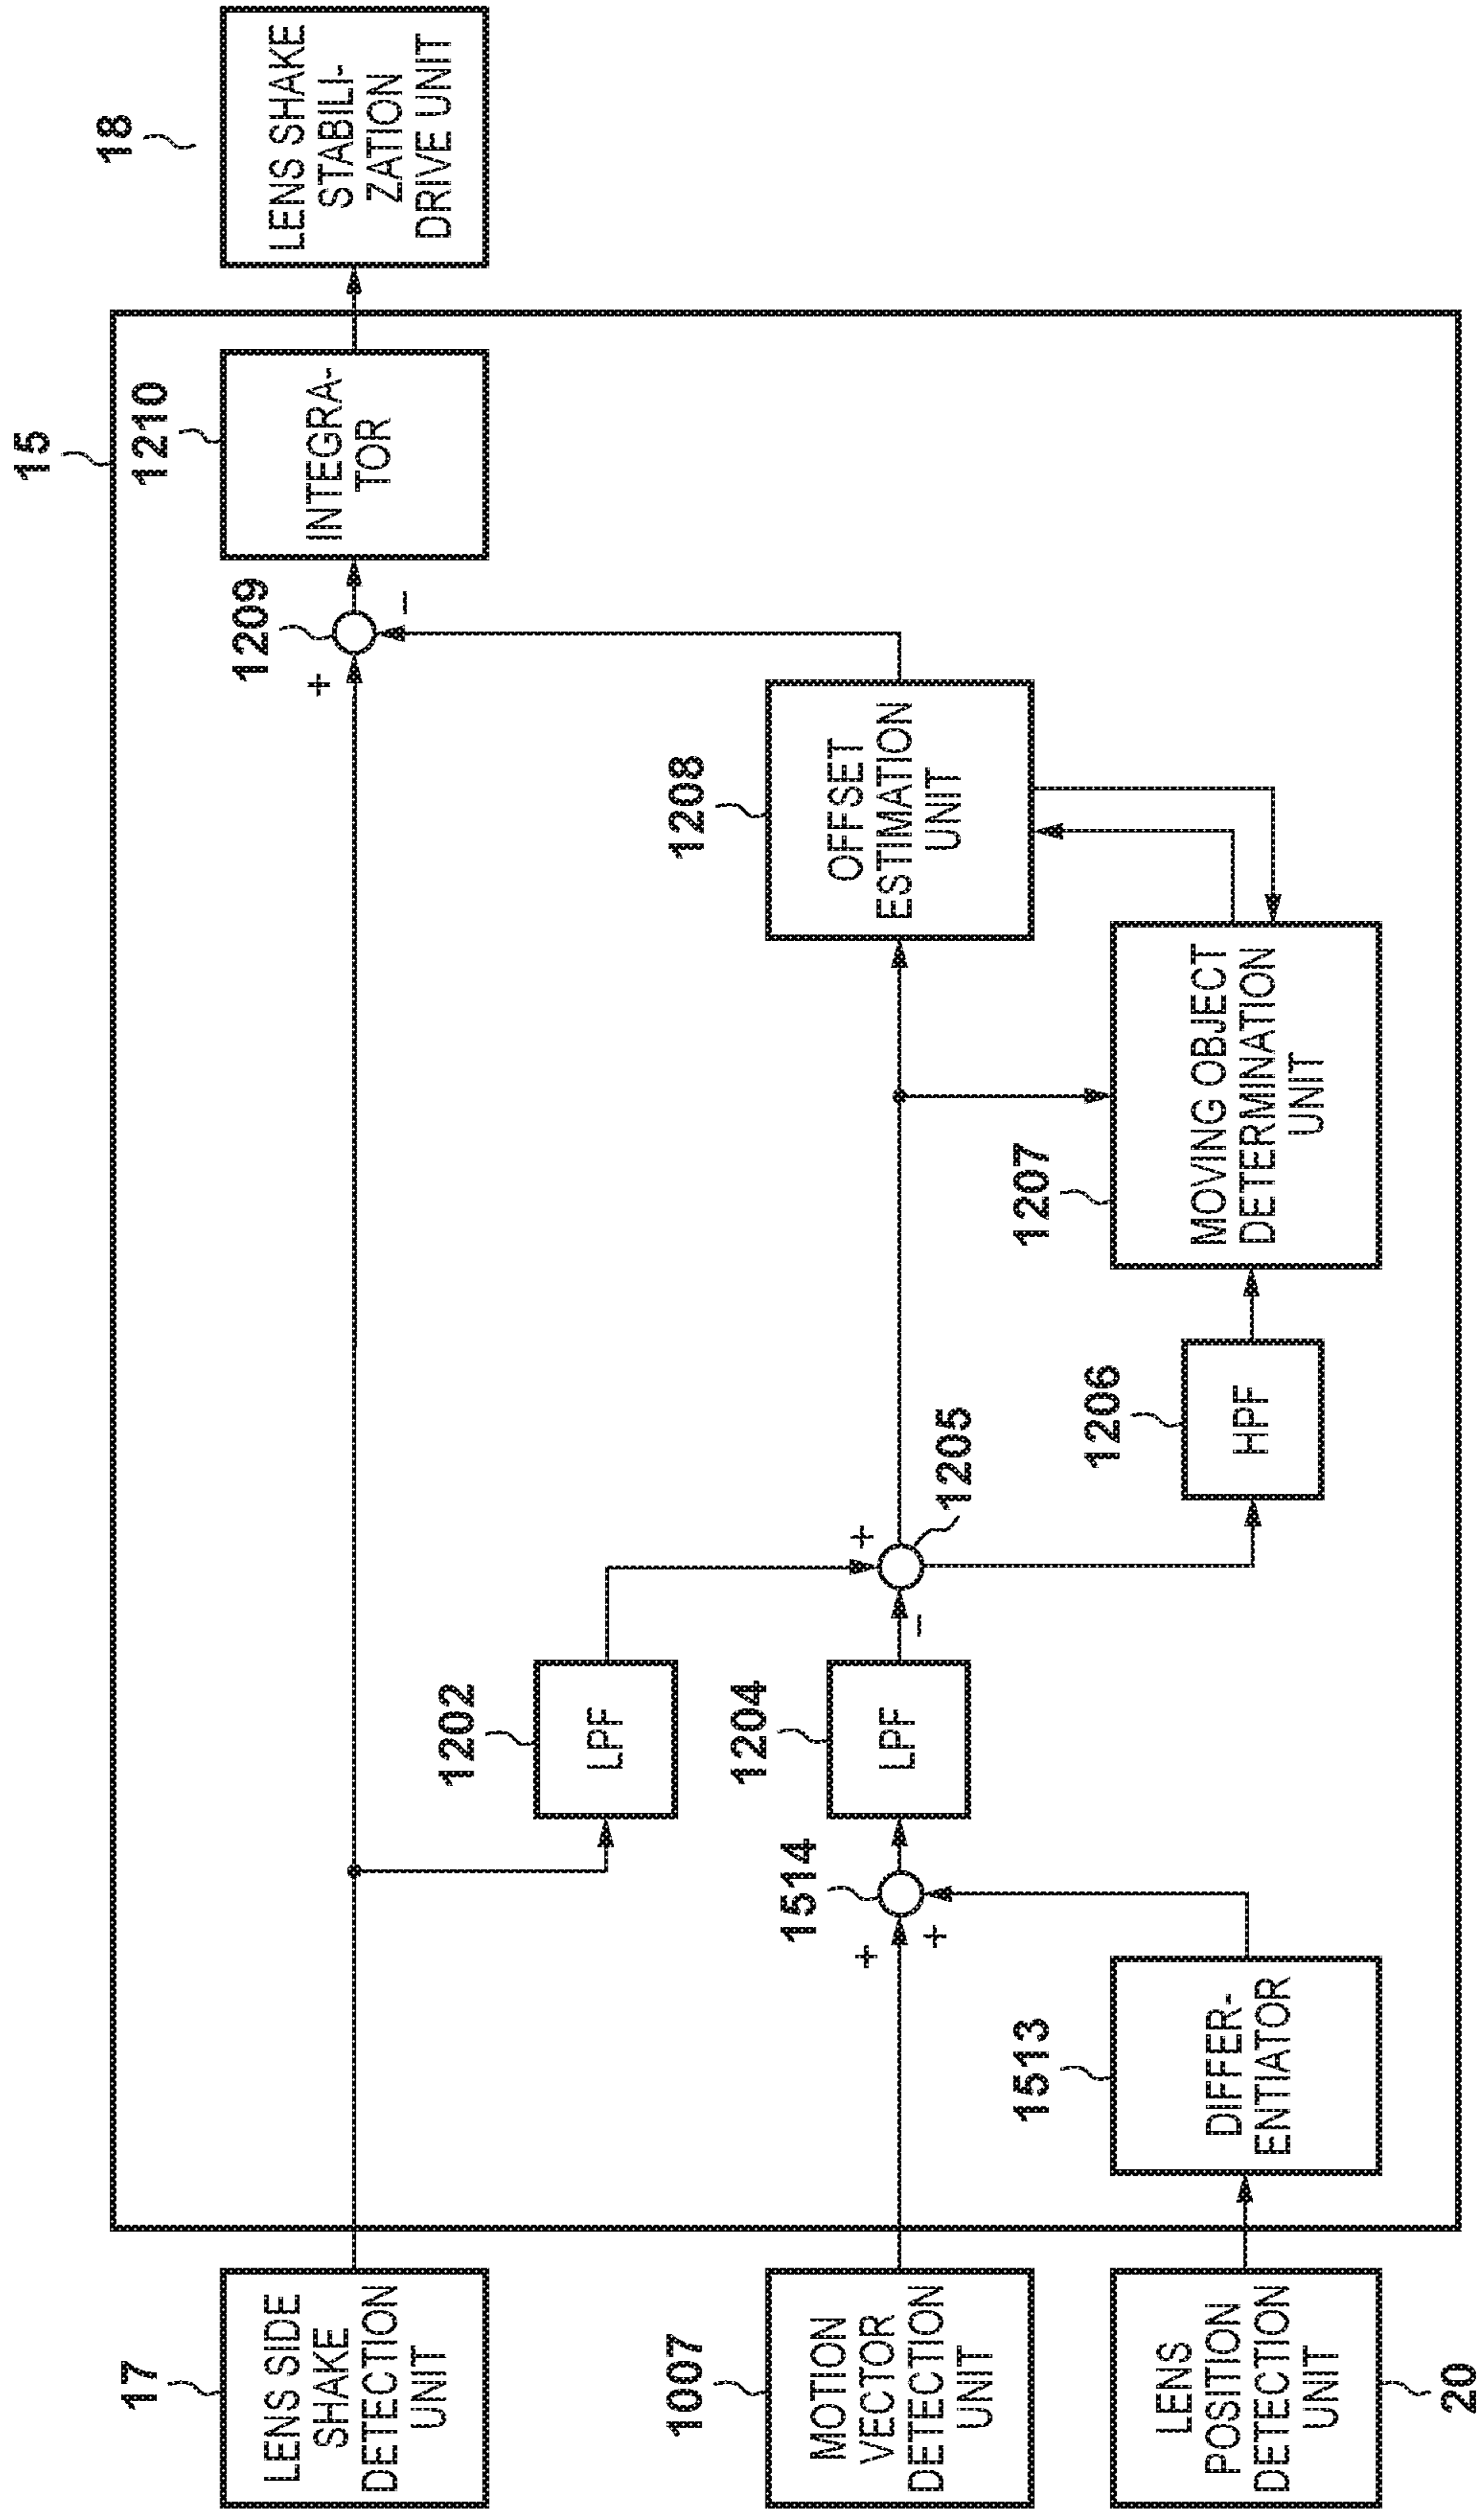 15
17
LENS SIDE
SHAKE
DETECTION
UNIT
1209
+
−
1210
INTEGRA-
TOR
18
LENS SHAKE
STABILI-
ZATION
DRIVE UNIT
1202
LPF
1007
MOTION
VECTOR
DETECTION
UNIT
1514
+
+
1204
LPF
−
+
1205
1208
OFFSET
ESTIMATION
UNIT
20
LENS
POSITION
DETECTION
UNIT
1513
DIFFER-
ENTIATOR
1206
HPF
1207
MOVING OBJECT
DETERMINATION
UNIT